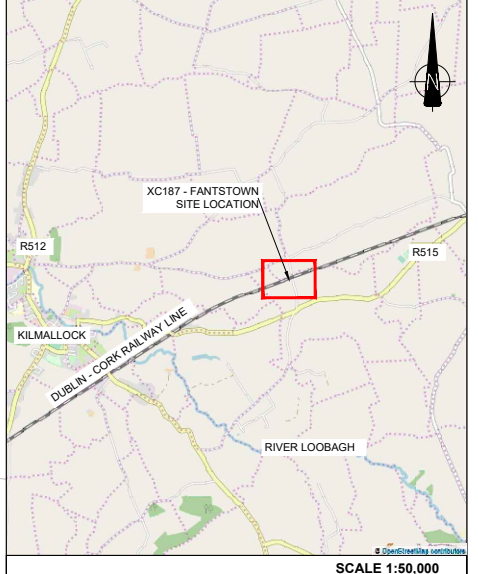 N
XC187 - FANTSTOWN
SITE LOCATION
R512
R515
KILMALLOCK
DUBLIN - CORK RAILWAY LINE
RIVER LOOBAGH
© OpenStreetMap contributors
SCALE 1:50,000